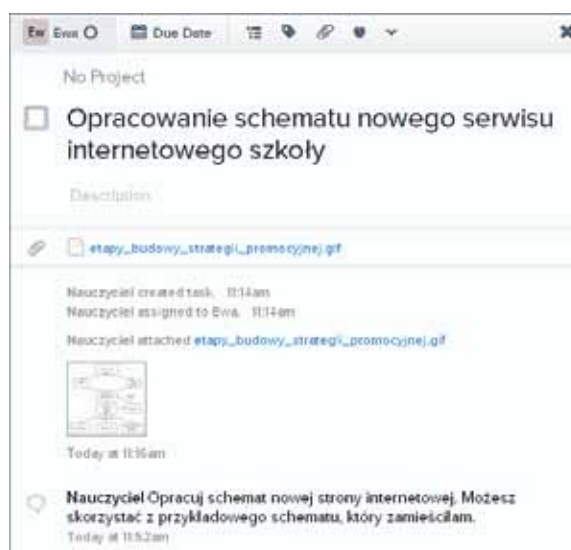 Ew Ewa Due Date
No Project
Opracowanie schematu nowego serwisu
internetowego szkoły
Description
etapy_budowy_strategii_promocyjnej.gif
Nauczyciel created task. 11:14am
Nauczyciel assigned to Ewa. 11:14am
Nauczyciel attached etapy_budowy_strategii_promocyjnej.gif
Today at 11:16am
Nauczyciel Opracuj schemat nowej strony internetowej. Możesz
skorzystać z przykładowego schematu, który zamieściłam.
Today at 11:52am